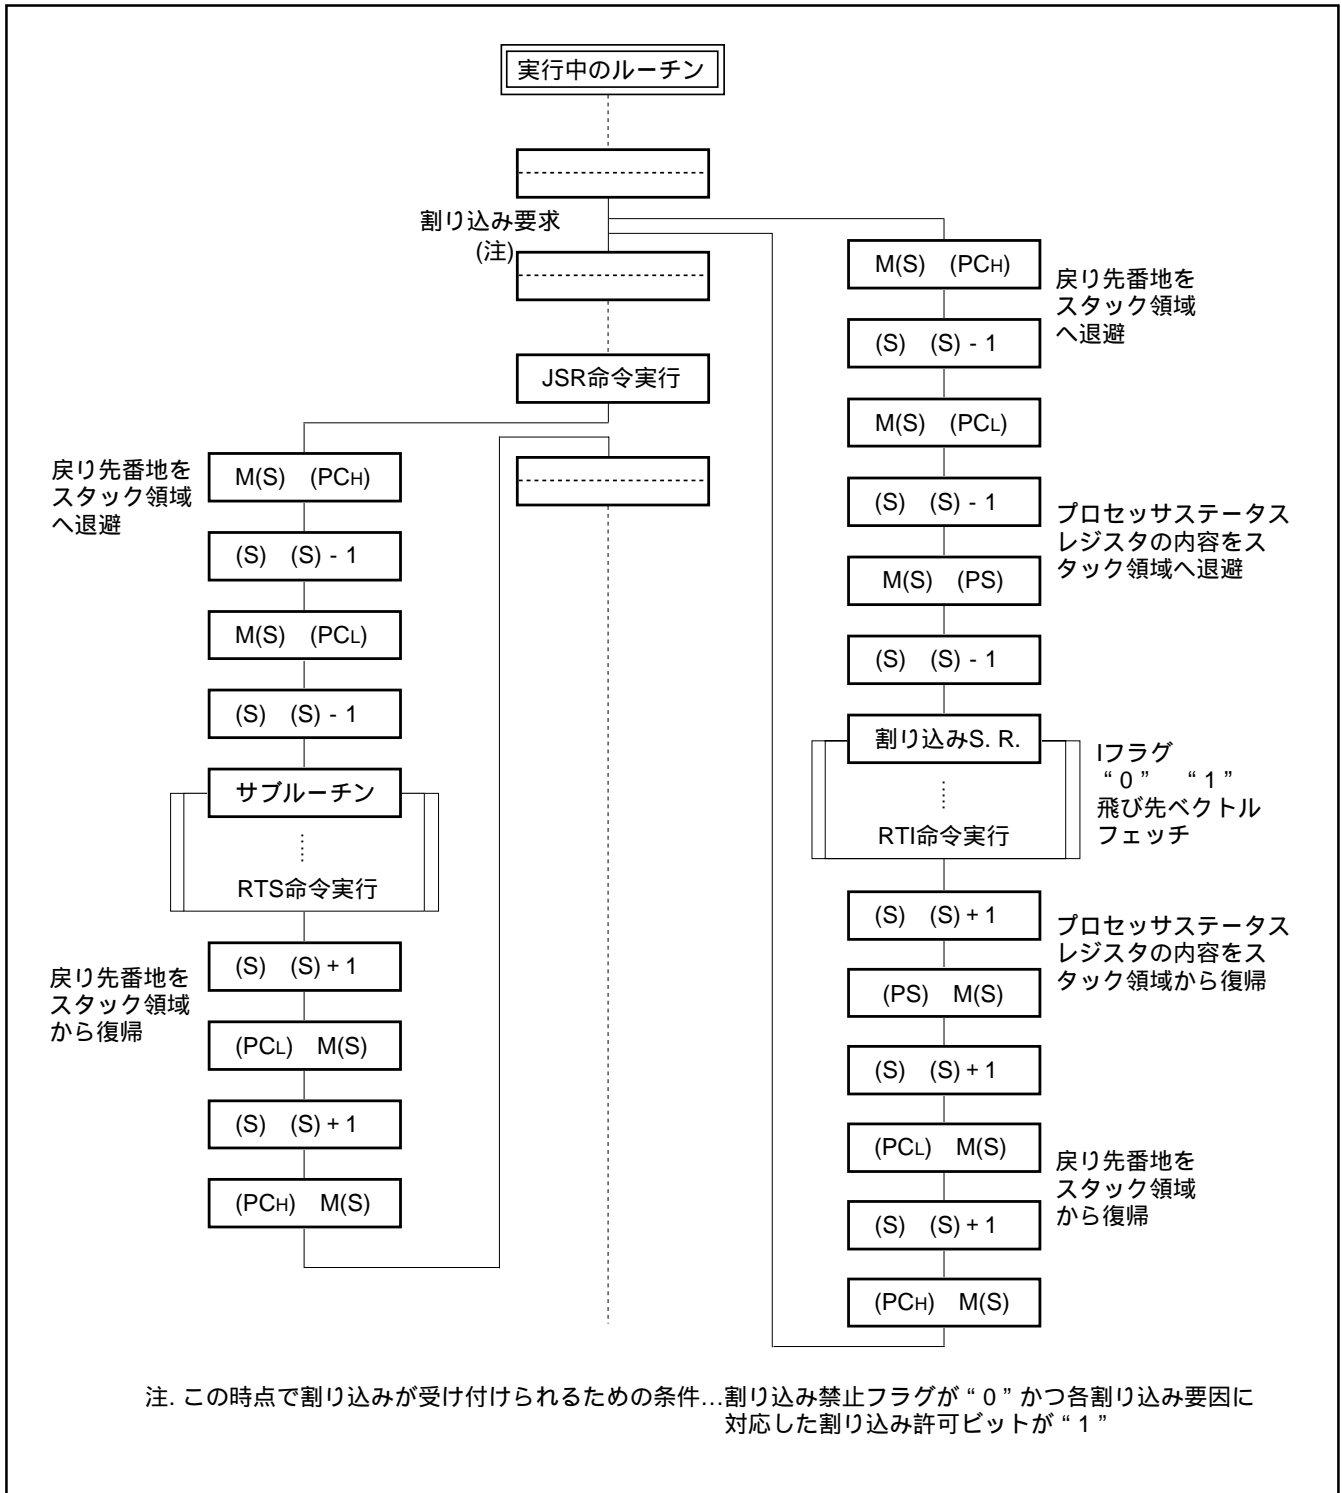 実行中のルーチン
割り込み要求
(注)
JSR命令実行
戻り先番地を
スタック領域
へ退避
M(S) (PCH)
(S) (S) - 1
M(S) (PCL)
(S) (S) - 1
サブルーチン
RTS命令実行
戻り先番地を
スタック領域
から復帰
(S) (S) + 1
(PCL) M(S)
(S) (S) + 1
(PCH) M(S)
M(S) (PCH)
戻り先番地を
スタック領域
へ退避
(S) (S) - 1
M(S) (PCL)
(S) (S) - 1
プロセッサステータス
レジスタの内容をス
タック領域へ退避
M(S) (PS)
(S) (S) - 1
割り込みS. R.
RTI命令実行
Iフラグ
“0” “1”
飛び先ベクトル
フェッチ
(S) (S) + 1
プロセッサステータス
レジスタの内容をス
タック領域から復帰
(PS) M(S)
(S) (S) + 1
(PCL) M(S)
戻り先番地を
スタック領域
から復帰
(S) (S) + 1
(PCH) M(S)
注. この時点で割り込みが受け付けられるための条件…割り込み禁止フラグが“0”かつ各割り込み要因に
対応した割り込み許可ビットが“1”